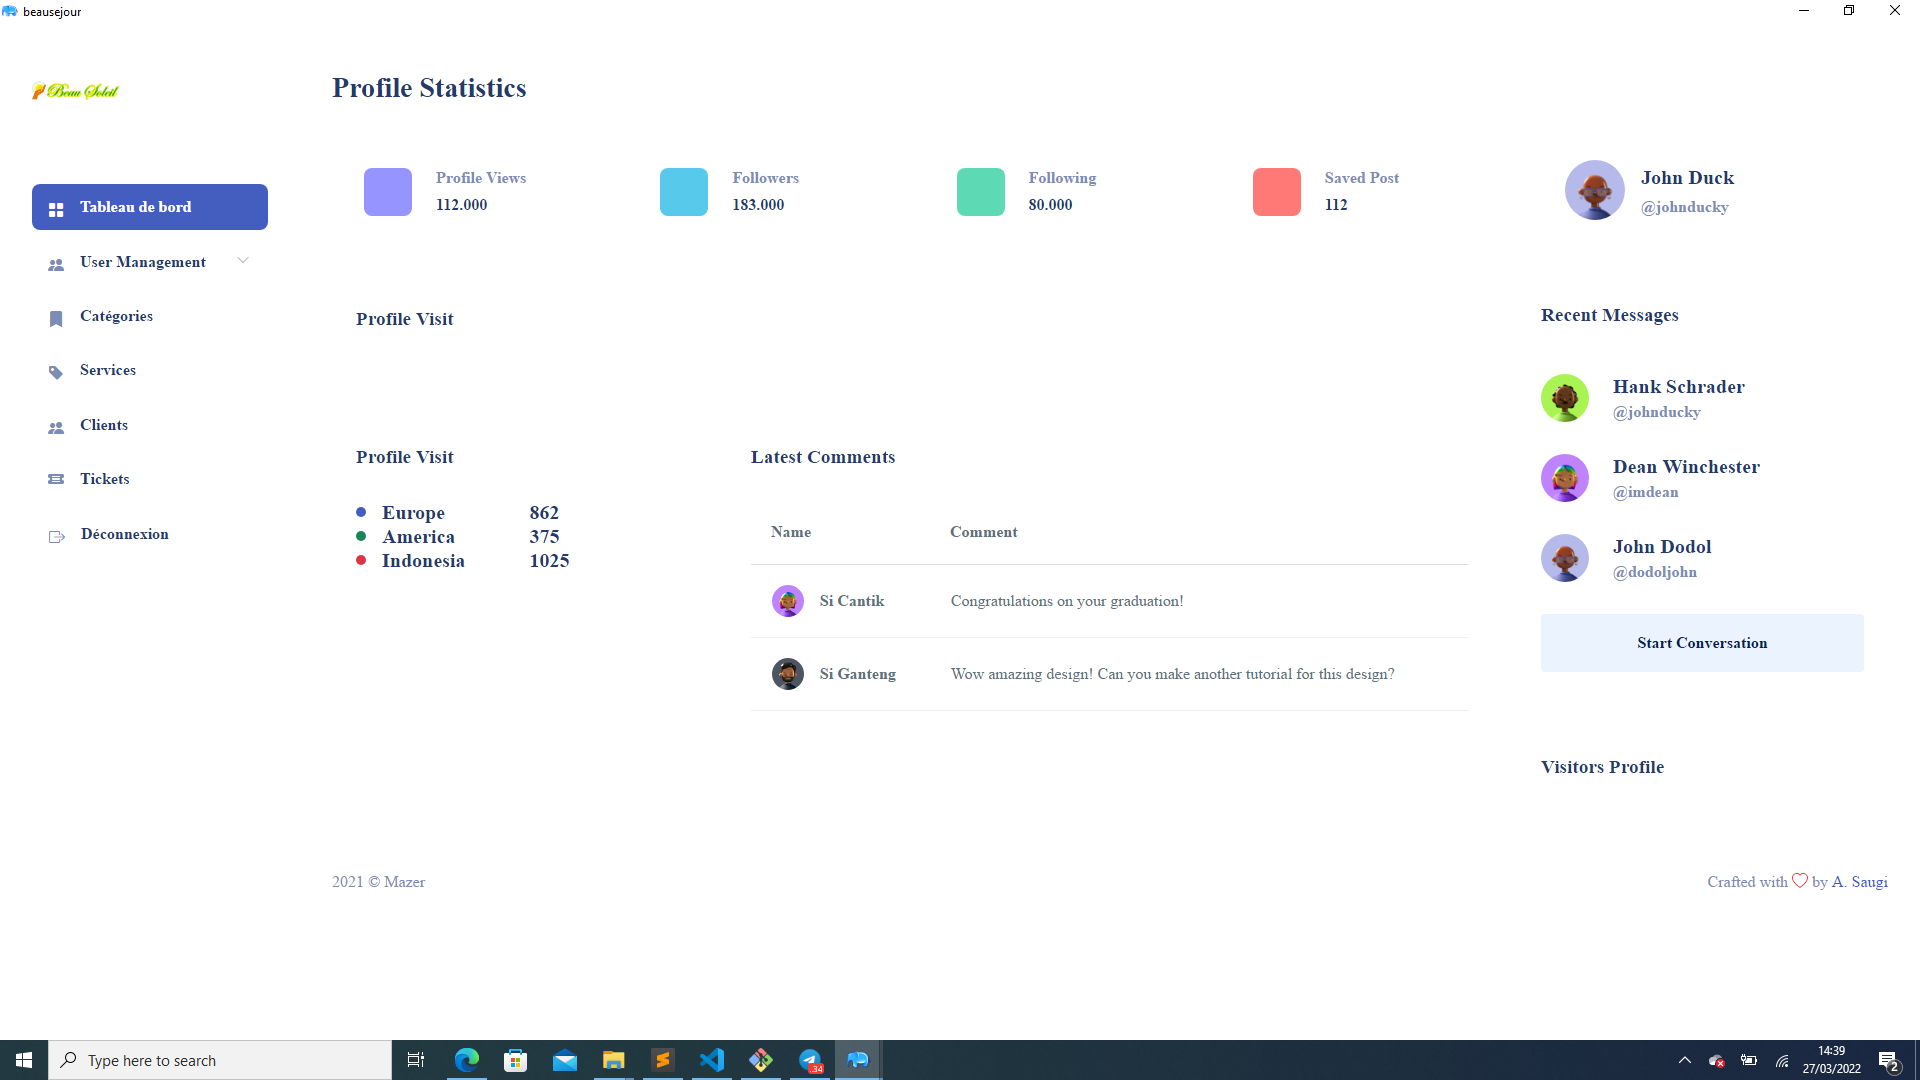 beausejour
Beau Soleil
Tableau de bord
User Management
Catégories
Services
Clients
Tickets
Déconnexion
Profile Statistics
Profile Views
112.000
Followers
183.000
Following
80.000
Saved Post
112
John Duck
@johnducky
Profile Visit
Profile Visit
Europe 862
America 375
Indonesia 1025
Latest Comments
Name Comment
Si Cantik Congratulations on your graduation!
Si Ganteng Wow amazing design! Can you make another tutorial for this design?
Recent Messages
Hank Schrader
@johnducky
Dean Winchester
@imdean
John Dodol
@dodoljohn
Start Conversation
Visitors Profile
2021 © Mazer
Crafted with by A. Saugi
Type here to search
.34
14:39
27/03/2022
2